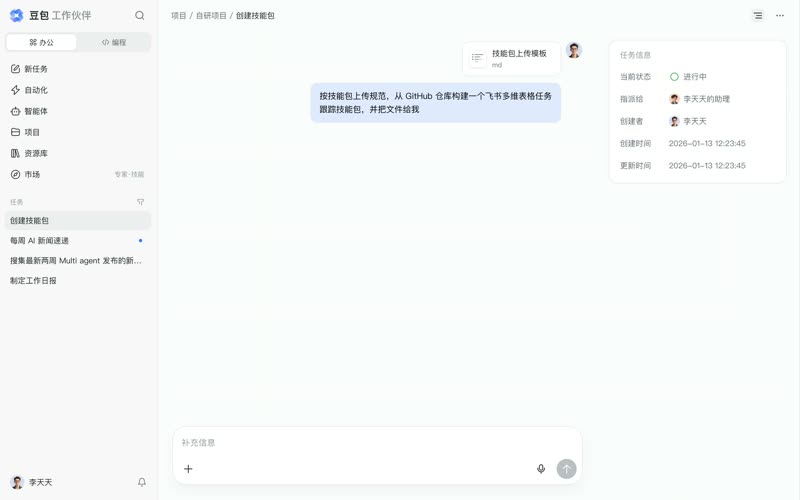 豆包 工作伙伴
办公
编程
新任务
自动化
智能体
项目
资源库
市场
专家·技能
任务
创建技能包
每周 AI 新闻速递
搜集最新两周 Multi agent 发布的新...
制定工作日报
李天天
项目 / 自研项目 / 创建技能包
技能包上传模板
md
按技能包上传规范，从 GitHub 仓库构建一个飞书多维表格任务
跟踪技能包，并把文件给我
补充信息
任务信息
当前状态 进行中
指派给 李天天的助理
创建者 李天天
创建时间 2026-01-13 12:23:45
更新时间 2026-01-13 12:23:45